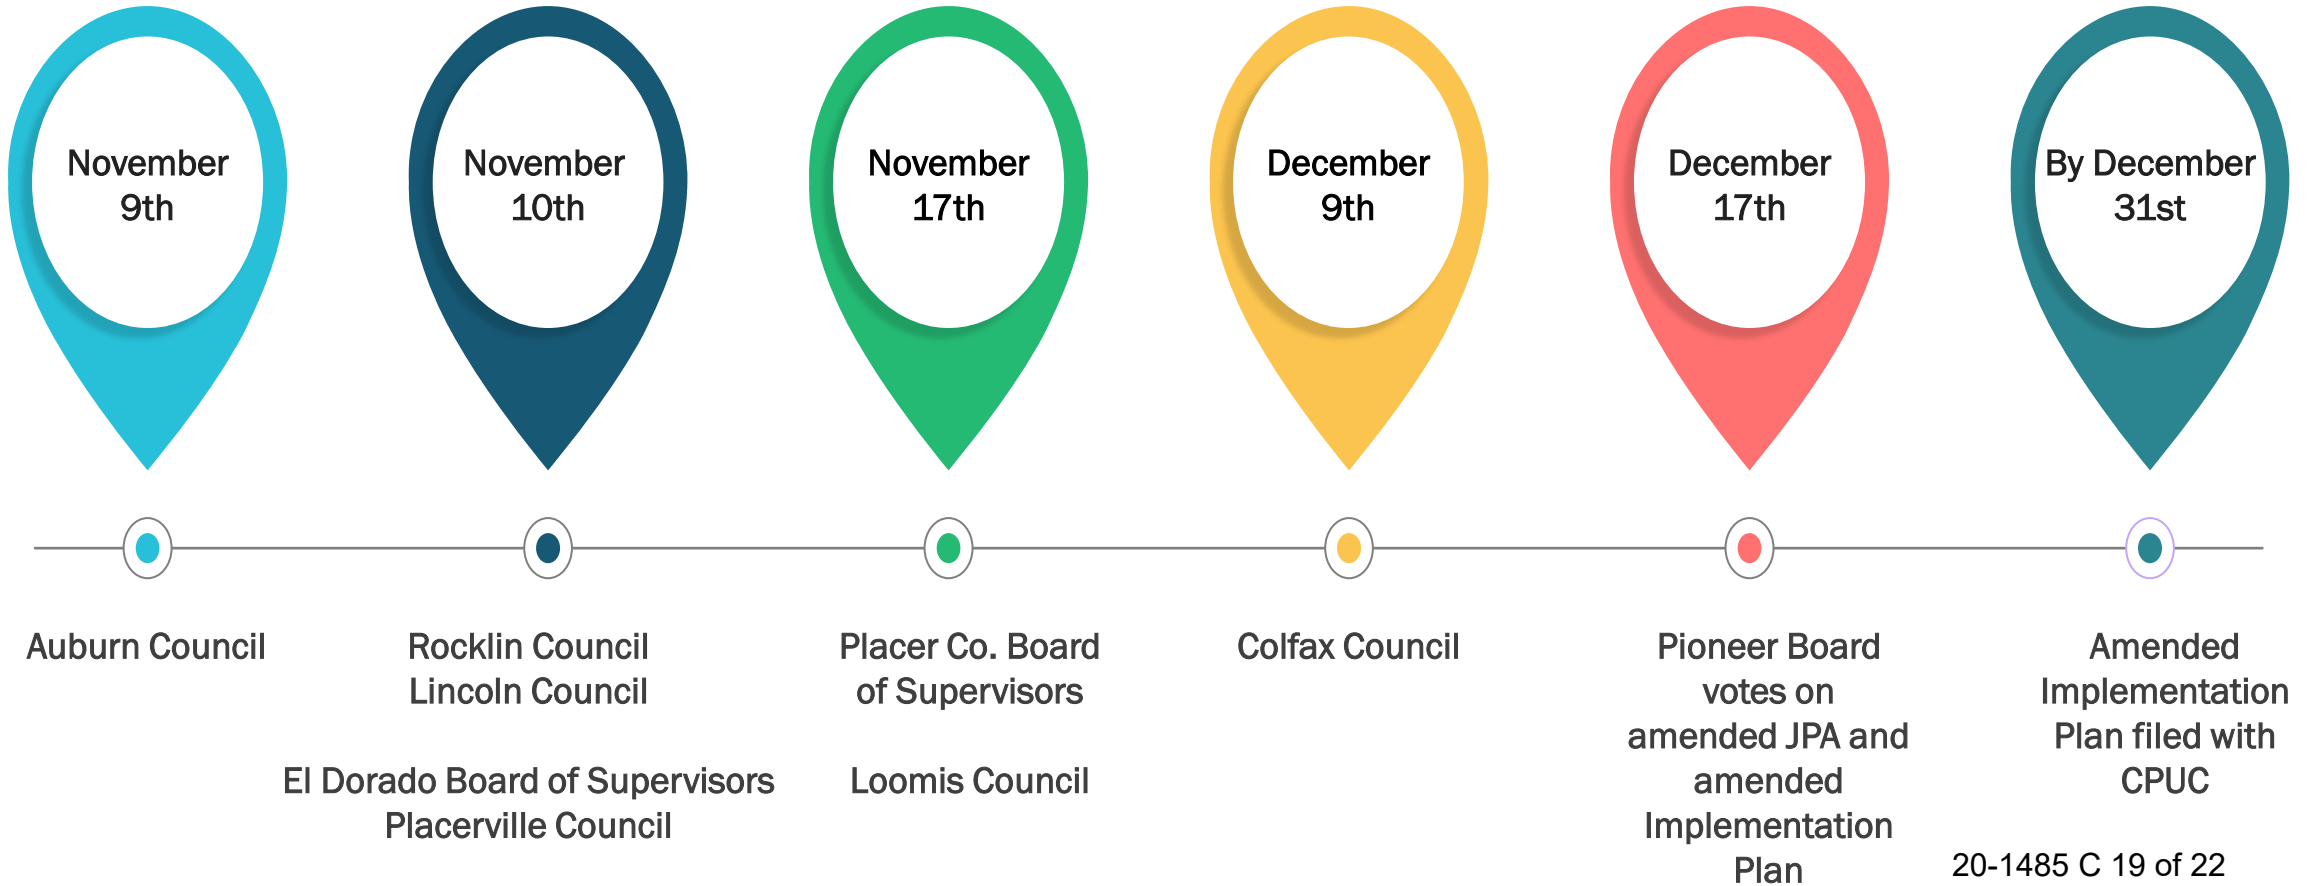 November
9th
November
10th
November
17th
December
9th
December
17th
By December
31st
Auburn Council
Rocklin Council
Lincoln Council
El Dorado Board of Supervisors
Placerville Council
Placer Co. Board
of Supervisors
Loomis Council
Colfax Council
Pioneer Board
votes on
amended JPA and
amended
Implementation
Plan
Amended
Implementation
Plan filed with
CPUC
20-1485 C 19 of 22